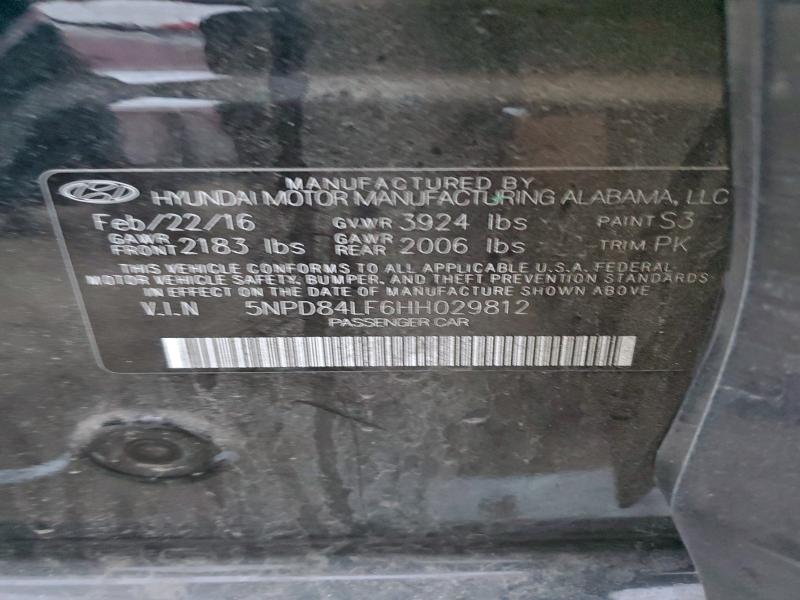 MANUFACTURED BY
HYUNDAI MOTOR MANUFACTURING ALABAMA, LLC
Feb/22/16 GVWR 3924 lbs PAINT S3
GAWR FRONT 2183 lbs GAWR REAR 2006 lbs TRIM PK
THIS VEHICLE CONFORMS TO ALL APPLICABLE U.S.A. FEDERAL
MOTOR VEHICLE SAFETY, BUMPER, AND THEFT PREVENTION STANDARDS
IN EFFECT ON THE DATE OF MANUFACTURE SHOWN ABOVE.
V.I.N 5NPD84LF6HH029812
PASSENGER CAR